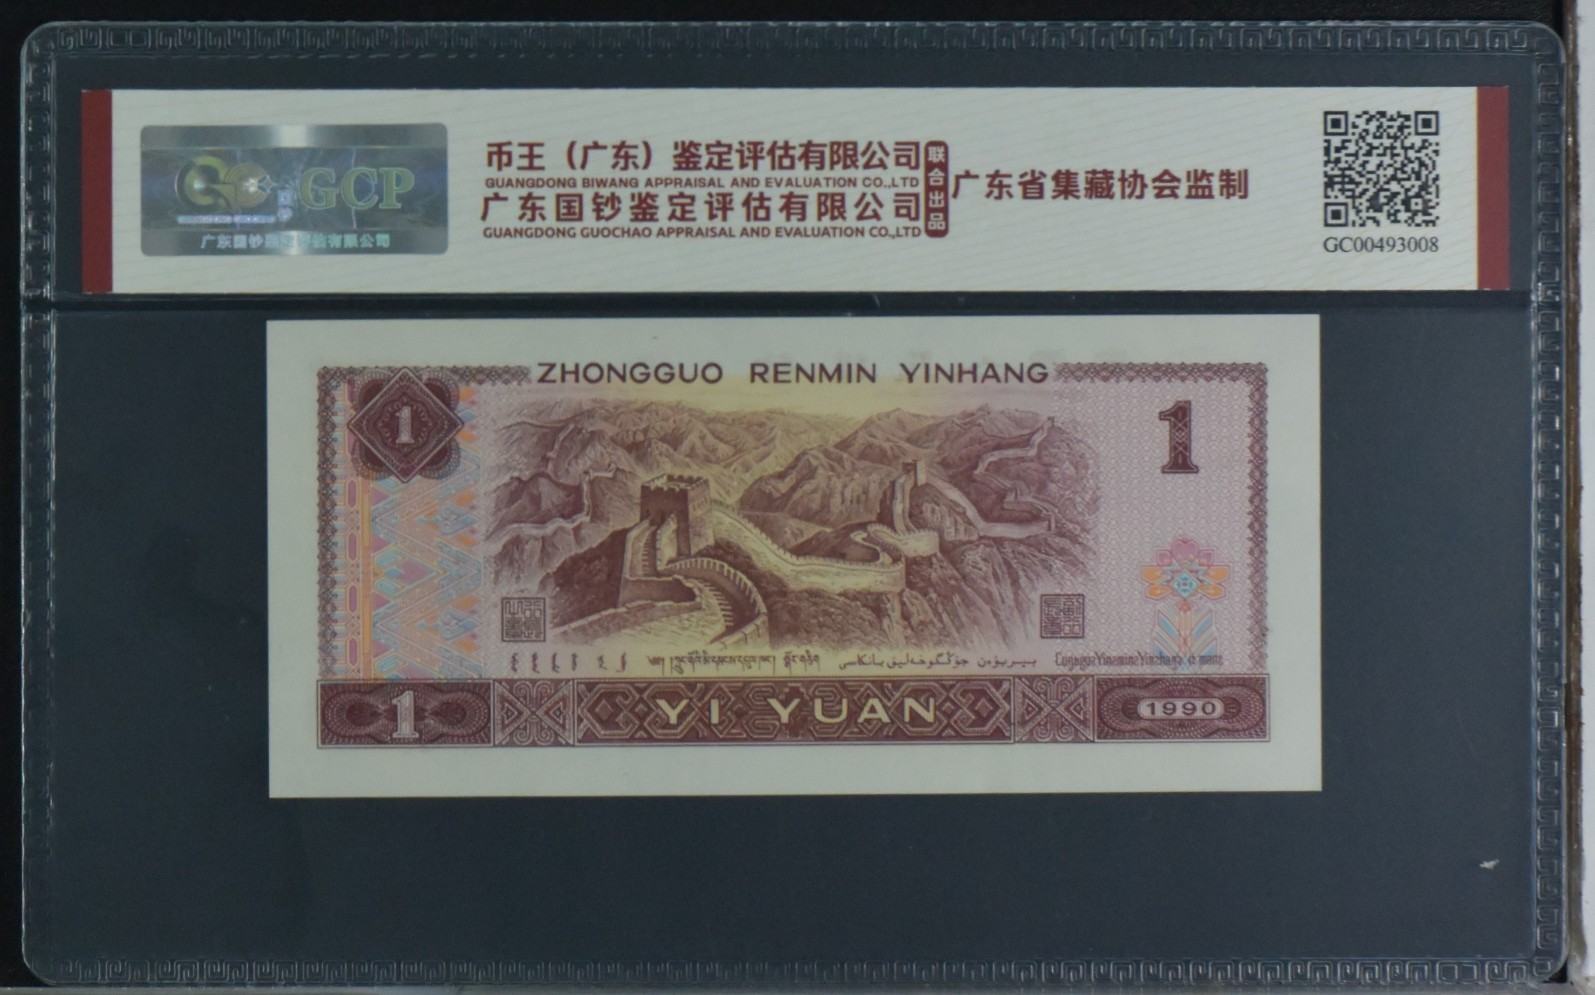 GCP
广东国钞鉴定评估有限公司
币王（广东）鉴定评估有限公司
GUANGDONG BIWANG APPRAISAL AND EVALUATION CO.,LTD
广东国钞鉴定评估有限公司
GUANGDONG GUOCHAO APPRAISAL AND EVALUATION CO.,LTD
联合出品
广东省集藏协会监制
GC00493008
ZHONGGUO RENMIN YINHANG
1
1
1 YI YUAN 1990